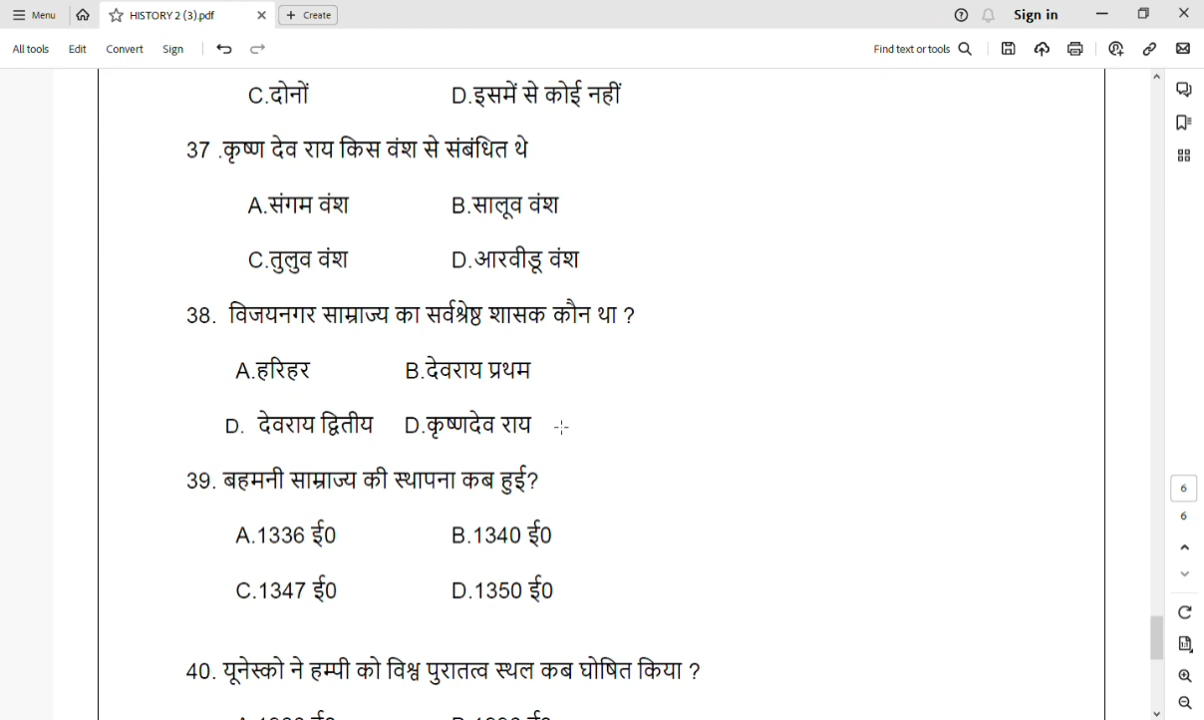 Menu HISTORY 2 (3).pdf Create Sign in
All tools Edit Convert Sign Find text or tools
C.दोनों D.इसमें से कोई नहीं
37 .कृष्ण देव राय किस वंश से संबंधित थे
A.संगम वंश B.सालूव वंश
C.तुलुव वंश D.आरवीडू वंश
38. विजयनगर साम्राज्य का सर्वश्रेष्ठ शासक कौन था ?
A.हरिहर B.देवराय प्रथम
D. देवराय द्वितीय D.कृष्णदेव राय
39. बहमनी साम्राज्य की स्थापना कब हुई?
A.1336 ई0 B.1340 ई0
C.1347 ई0 D.1350 ई0
6
6
40. यूनेस्को ने हम्पी को विश्व पुरातत्व स्थल कब घोषित किया ?